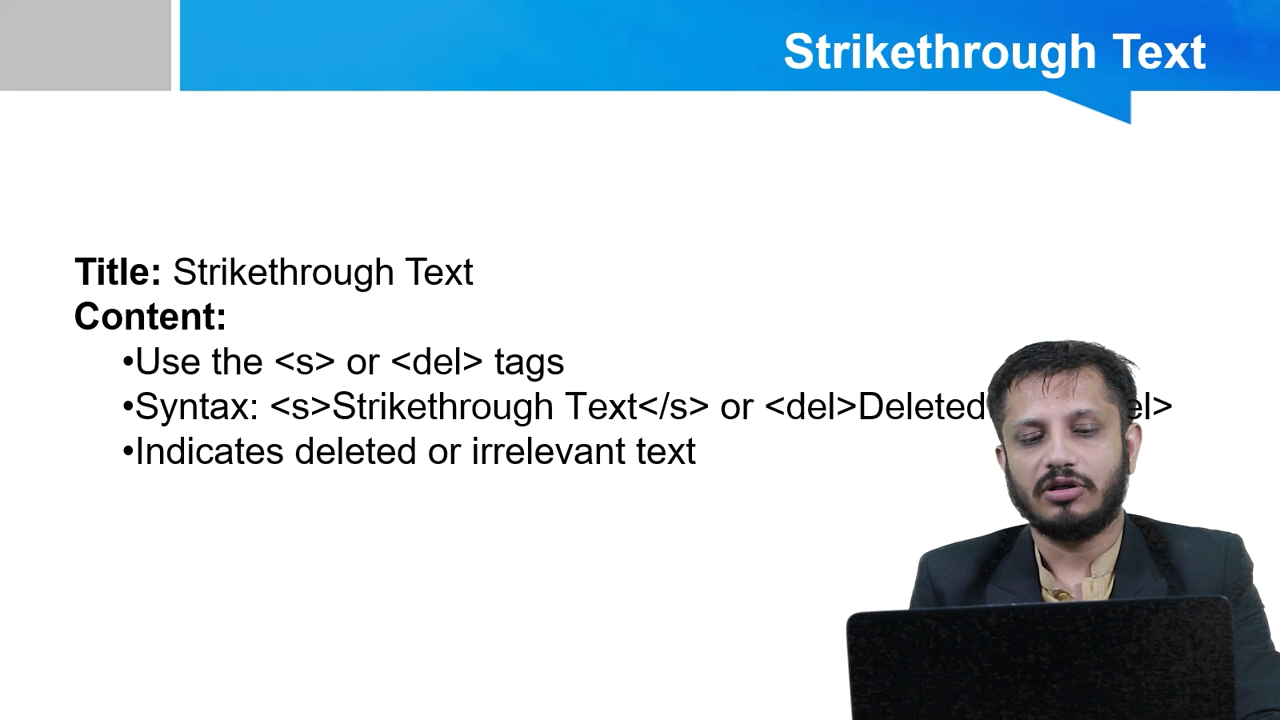 Strikethrough Text
Title: Strikethrough Text
Content:
•Use the <s> or <del> tags
•Syntax: <s>Strikethrough Text</s> or <del>Deleted el>
•Indicates deleted or irrelevant text